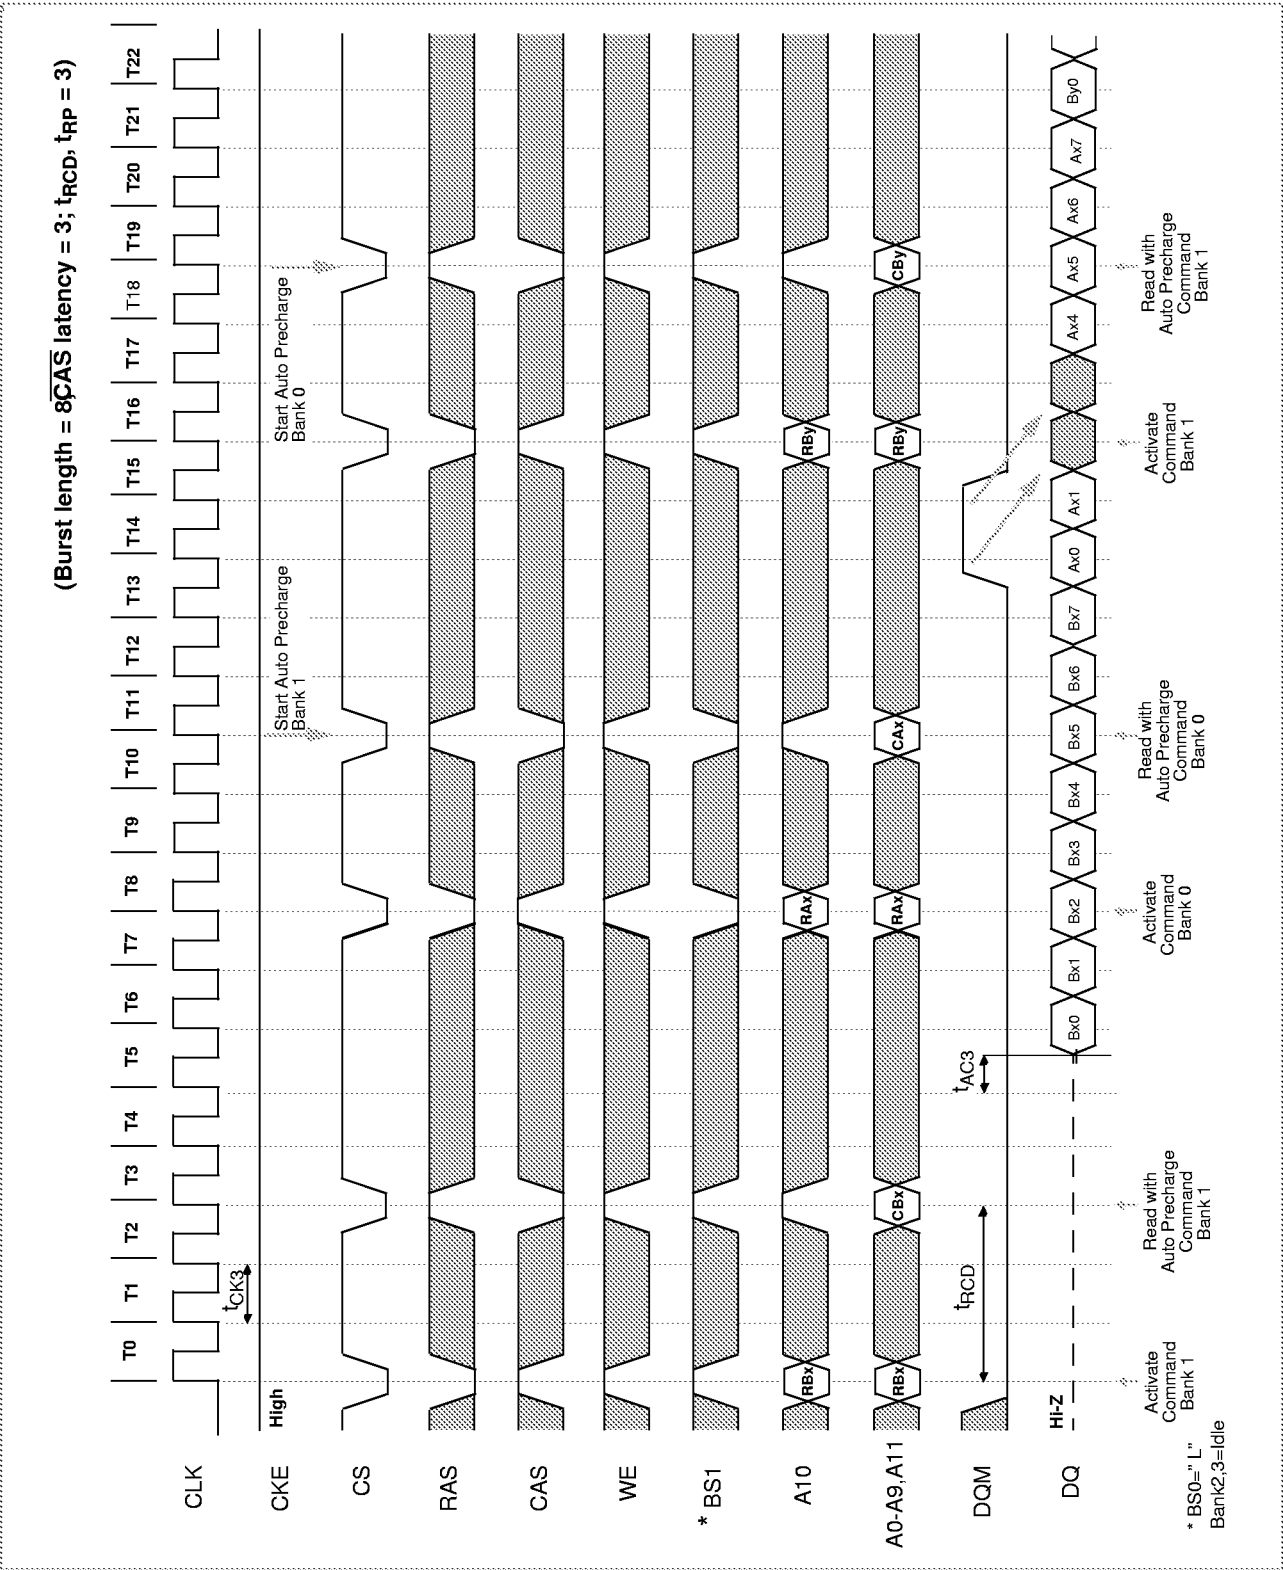 (Burst length = 8,CAS latency = 3; tRCD, tRP = 3)
T0 T1 T2 T3 T4 T5 T6 T7 T8 T9 T10 T11 T12 T13 T14 T15 T16 T17 T18 T19 T20 T21 T22
CLK
tCK3
CKE
High
Start Auto Precharge
Bank 1
Start Auto Precharge
Bank 0
CS
RAS
CAS
WE
* BS1
A10
RBx RAx RBy
A0-A9,A11
RBx CBx RAx CAx RBy CBy
DQM
tRCD
tAC3
DQ
Hi-Z
Bx0 Bx1 Bx2 Bx3 Bx4 Bx5 Bx6 Bx7 Ax0 Ax1 Ax4 Ax5 Ax6 Ax7 By0
Activate
Command
Bank 1
Read with
Auto Precharge
Command
Bank 1
Activate
Command
Bank 0
Read with
Auto Precharge
Command
Bank 0
Activate
Command
Bank 1
Read with
Auto Precharge
Command
Bank 1
* BS0=" L"
Bank2,3=Idle